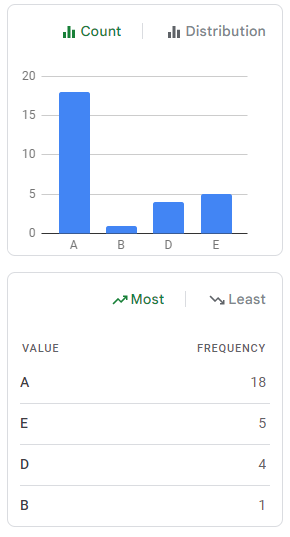 Count Distribution
20
15
10
5
0
A B D E
Most Least
VALUE FREQUENCY
A 18
E 5
D 4
B 1